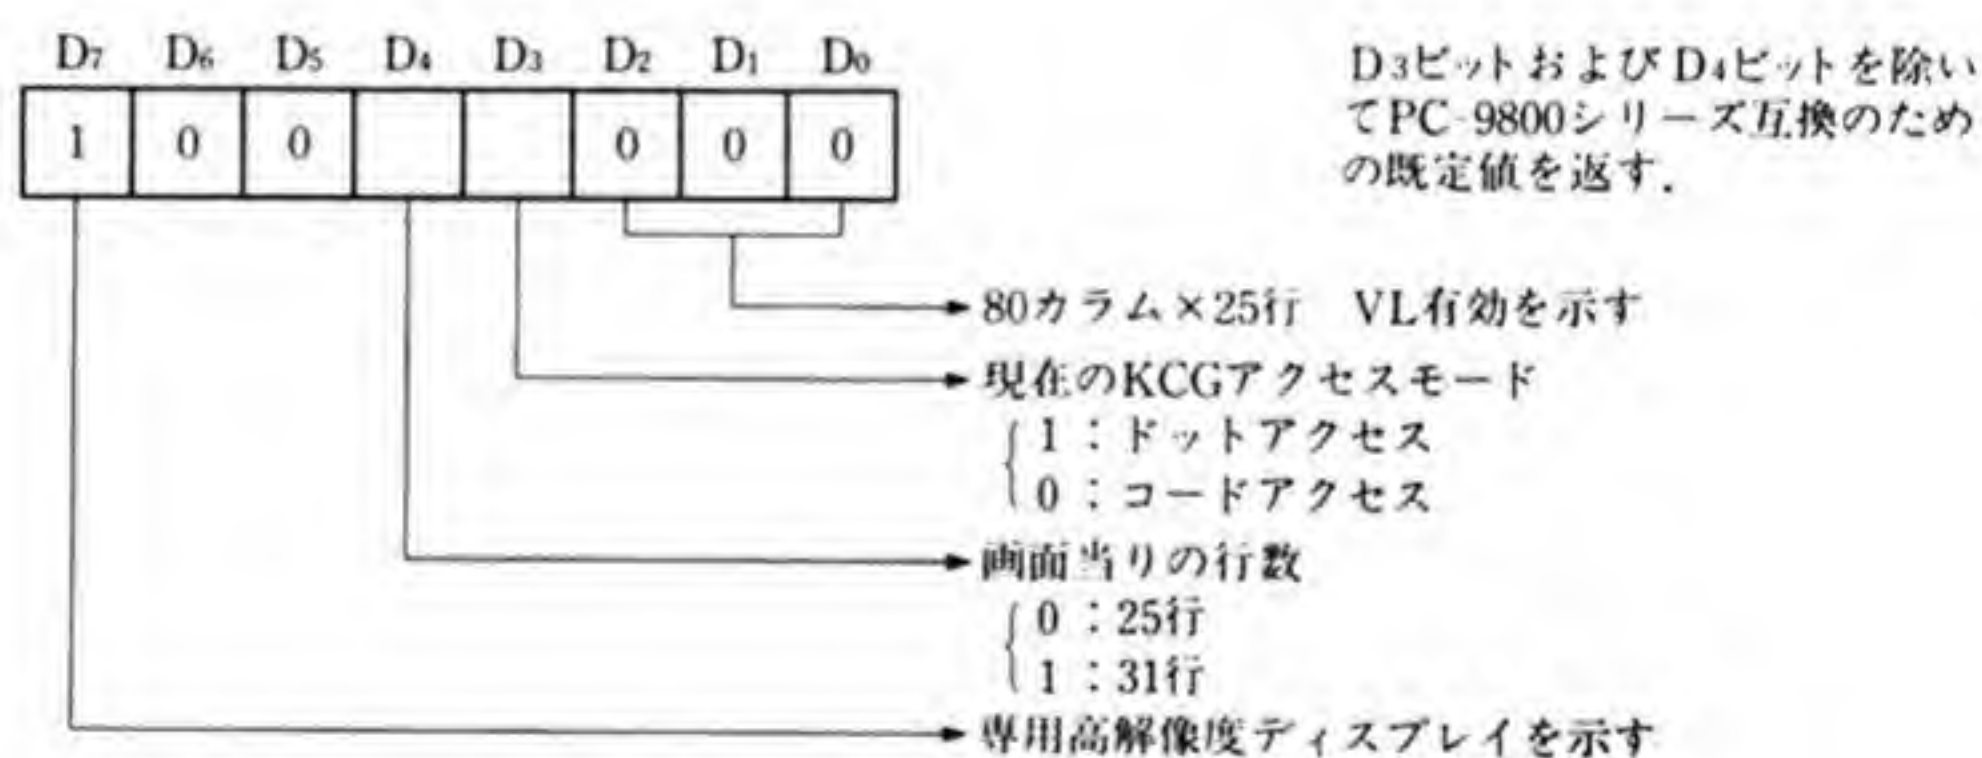 D7 D6 D5 D4 D3 D2 D1 D0
1 0 0 0 0 0
D3ビットおよびD4ビットを除い
てPC-9800シリーズ互換のため
の既定値を返す.
80カラム×25行 VL有効を示す
現在のKCGアクセスモード
1：ドットアクセス
0：コードアクセス
画面当りの行数
0：25行
1：31行
専用高解像度ディスプレイを示す